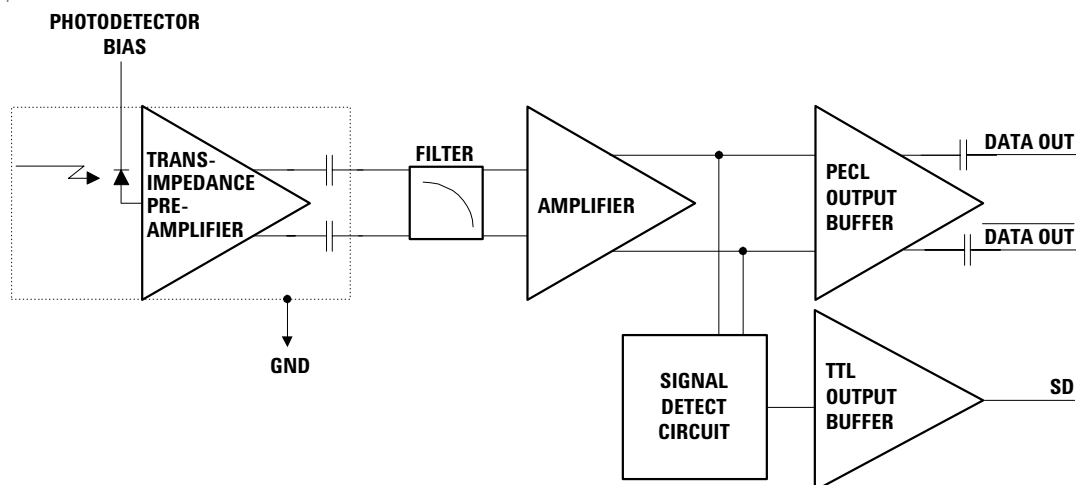 PHOTODETECTOR
BIAS
TRANS-
IMPEDANCE
PRE-
AMPLIFIER
GND
FILTER
AMPLIFIER
PECL
OUTPUT
BUFFER
DATA OUT
DATA OUT
SIGNAL
DETECT
CIRCUIT
TTL
OUTPUT
BUFFER
SD